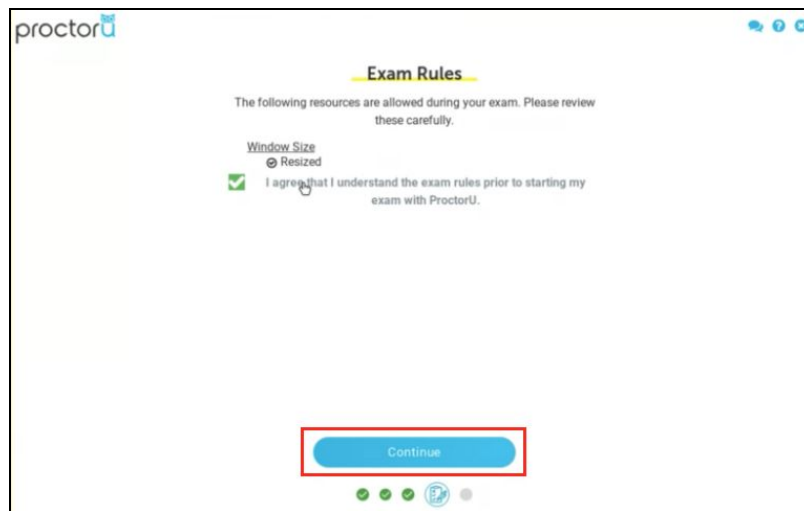 proctoru
Exam Rules
The following resources are allowed during your exam. Please review
these carefully.
Window Size
Resized
I agree that I understand the exam rules prior to starting my
exam with ProctorU.
Continue